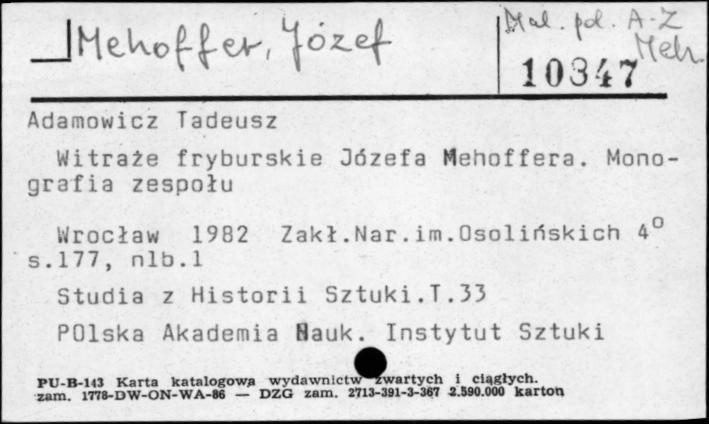 Mehoffer, Józef
Mal. pol. A-Z
Meh.
10347
Adamowicz Tadeusz
Witraże fryburskie Józefa Mehoffera. Mono-
grafia zespołu
Wrocław 1982 Zakł.Nar.im.Osolińskich 4º
s.177, nlb.1
Studia z Historii Sztuki.T.33
POlska Akademia Nauk. Instytut Sztuki
PU-B-143 Karta katalogowa wydawnictw zwartych i ciągłych.
zam. 1778-DW-ON-WA-86 — DZG zam. 2713-391-3-367 2.590.000 karton